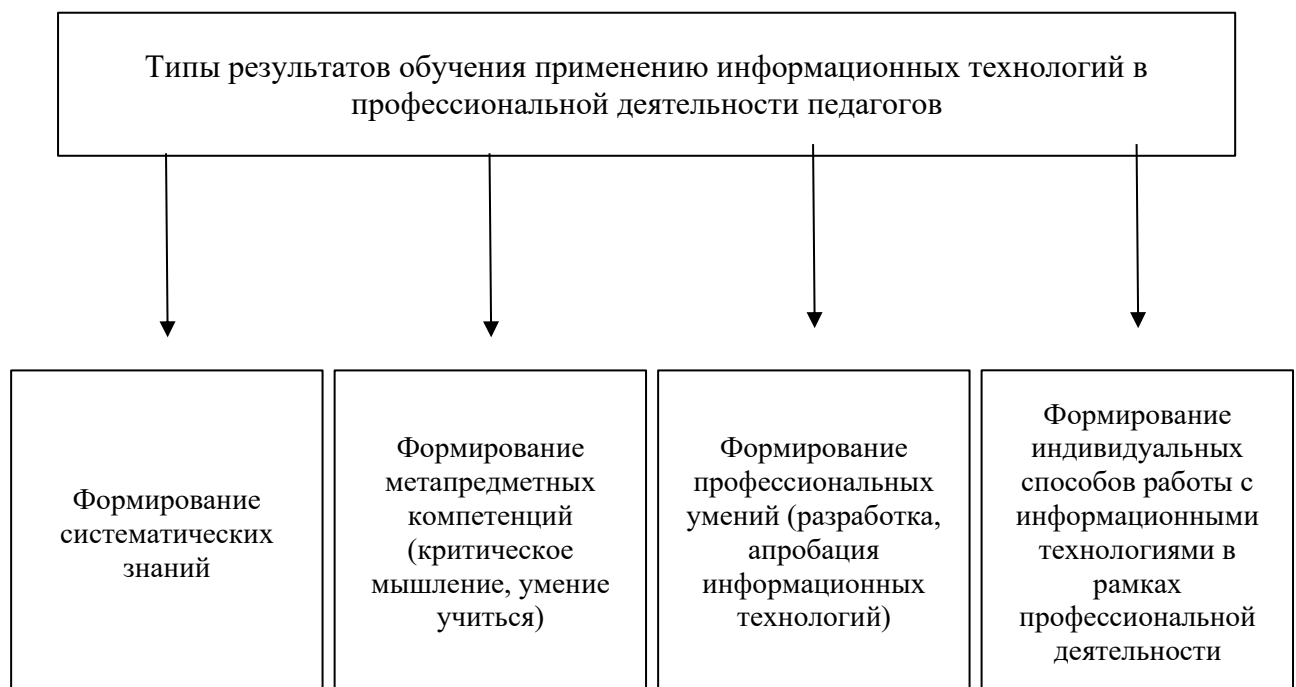 Типы результатов обучения применению информационных технологий в
профессиональной деятельности педагогов
Формирование
систематических
знаний
Формирование
метапредметных
компетенций
(критическое
мышление, умение
учиться)
Формирование
профессиональных
умений (разработка,
апробация
информационных
технологий)
Формирование
индивидуальных
способов работы с
информационными
технологиями в
рамках
профессиональной
деятельности